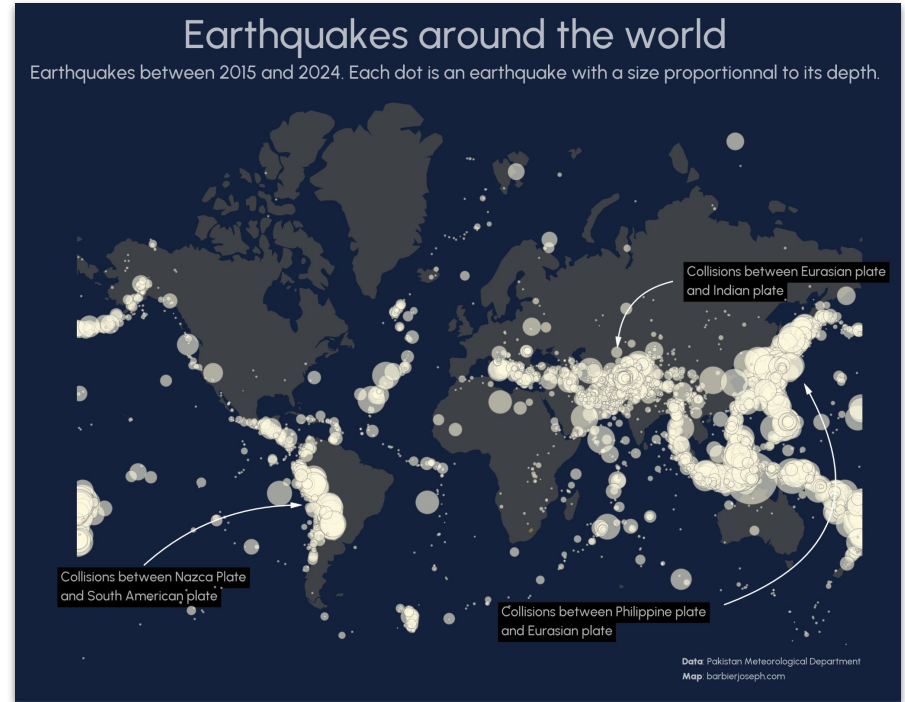 Earthquakes around the world
Earthquakes between 2015 and 2024. Each dot is an earthquake with a size proportionnal to its depth.
Collisions between Eurasian plate
and Indian plate
Collisions between Nazca Plate
and South American plate
Collisions between Philippine plate
and Eurasian plate
Data: Pakistan Meteorological Department
Map: barbierjoseph.com